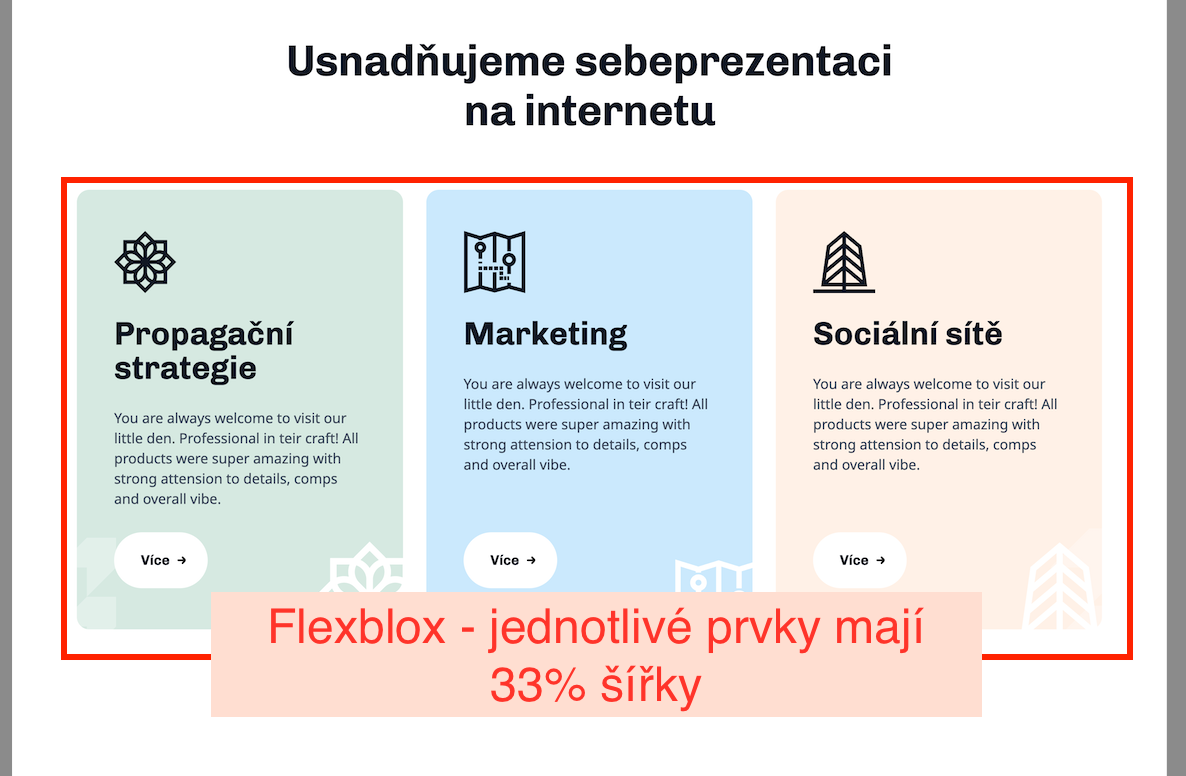 Usnadňujeme sebeprezentaci
na internetu
Propagační
strategie
You are always welcome to visit our
little den. Professional in teir craft! All
products were super amazing with
strong attension to details, comps
and overall vibe.
Více →
Marketing
You are always welcome to visit our
little den. Professional in teir craft! All
products were super amazing with
strong attension to details, comps
and overall vibe.
Více →
Sociální sítě
You are always welcome to visit our
little den. Professional in teir craft! All
products were super amazing with
strong attension to details, comps
and overall vibe.
Více →
Flexblox - jednotlivé prvky mají
33% šířky